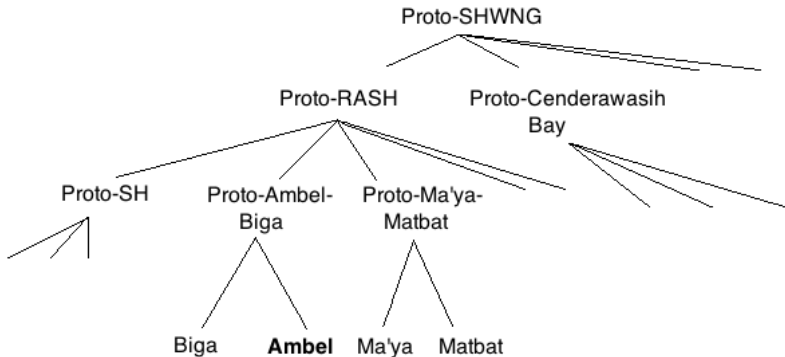 Proto-SHWNG
Proto-RASH
Proto-Cenderawasih
Bay
Proto-SH
Proto-Ambel-
Biga
Proto-Ma'ya-
Matbat
Biga
Ambel
Ma'ya
Matbat